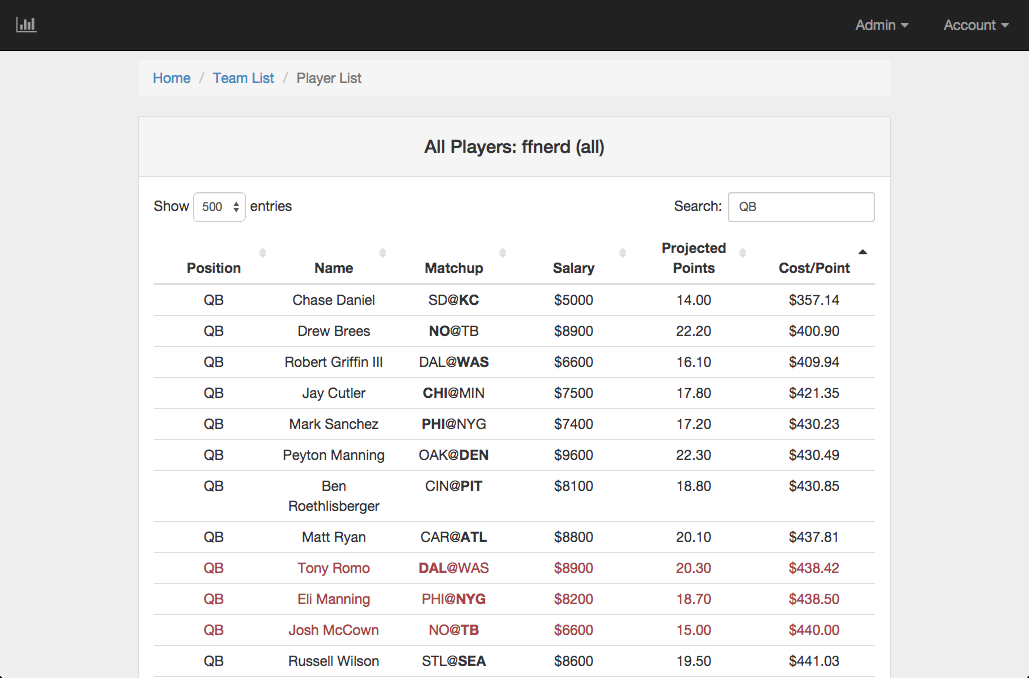 Admin Account
Home / Team List / Player List
All Players: ffnerd (all)
Show 500 entries Search: QB
Position Name Matchup Salary Projected Points Cost/Point
QB Chase Daniel SD@KC $5000 14.00 $357.14
QB Drew Brees NO@TB $8900 22.20 $400.90
QB Robert Griffin III DAL@WAS $6600 16.10 $409.94
QB Jay Cutler CHI@MIN $7500 17.80 $421.35
QB Mark Sanchez PHI@NYG $7400 17.20 $430.23
QB Peyton Manning OAK@DEN $9600 22.30 $430.49
QB Ben Roethlisberger CIN@PIT $8100 18.80 $430.85
QB Matt Ryan CAR@ATL $8800 20.10 $437.81
QB Tony Romo DAL@WAS $8900 20.30 $438.42
QB Eli Manning PHI@NYG $8200 18.70 $438.50
QB Josh McCown NO@TB $6600 15.00 $440.00
QB Russell Wilson STL@SEA $8600 19.50 $441.03